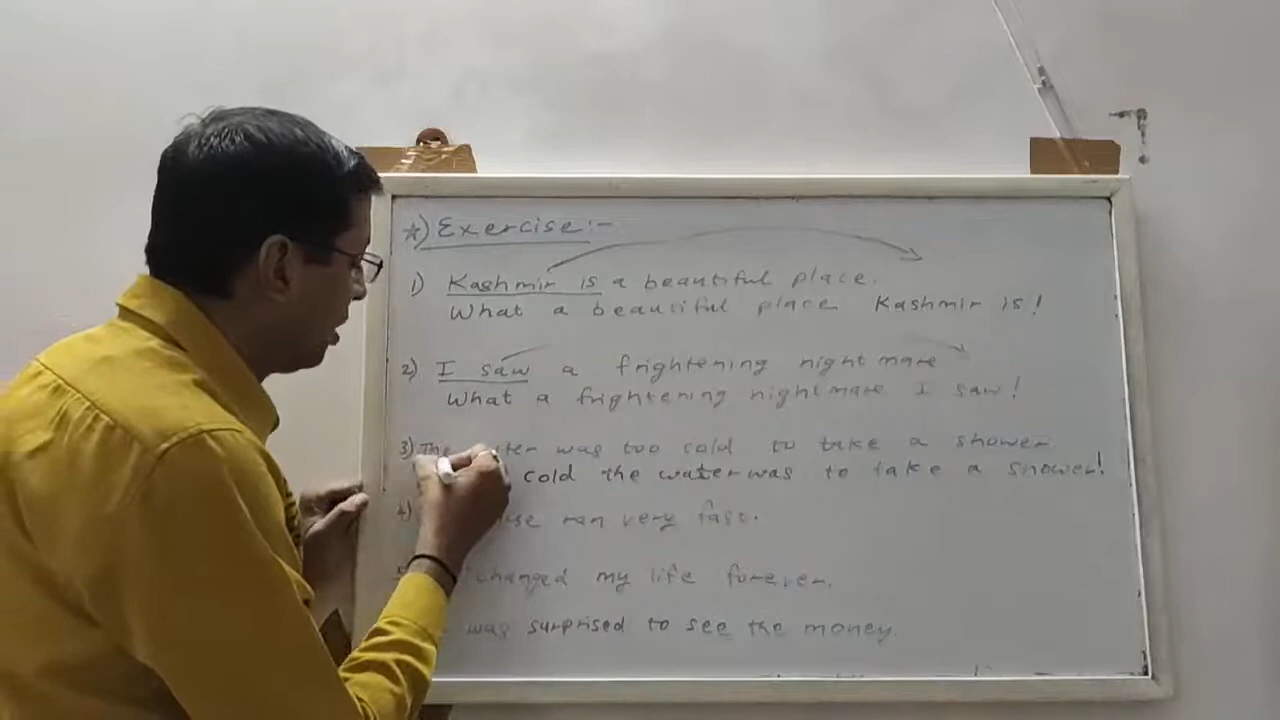 ☆) Exercise:-
1) Kashmir is a beautiful place.
What a beautiful place Kashmir is!
2) I saw a frightening nightmare
What a frightening nightmare I saw!
3) The was too cold to take a shower
cold the water was to take a shower!
4) ran very fast.
changed my life forever.
was surprised to see the money.